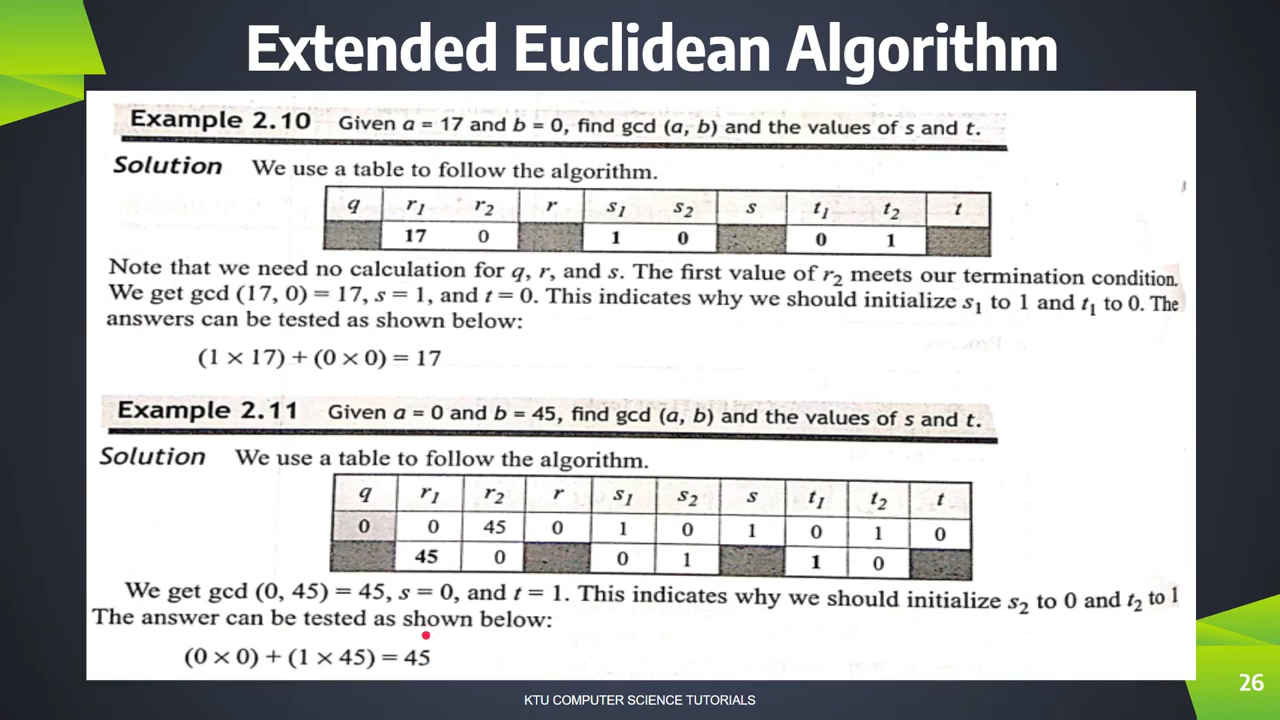 Extended Euclidean Algorithm
Example 2.10 Given a = 17 and b = 0, find gcd (a, b) and the values of s and t.
Solution We use a table to follow the algorithm.
q r1 r2 r s1 s2 s t1 t2 t
17 0 1 0 0 1
Note that we need no calculation for q, r, and s. The first value of r2 meets our termination condition.
We get gcd (17, 0) = 17, s = 1, and t = 0. This indicates why we should initialize s1 to 1 and t1 to 0. The
answers can be tested as shown below:
(1 × 17) + (0 × 0) = 17
Example 2.11 Given a = 0 and b = 45, find gcd (a, b) and the values of s and t.
Solution We use a table to follow the algorithm.
q r1 r2 r s1 s2 s t1 t2 t
0 0 45 0 1 0 1 0 1 0
45 0 0 1 1 0
We get gcd (0, 45) = 45, s = 0, and t = 1. This indicates why we should initialize s2 to 0 and t2 to 1
The answer can be tested as shown below:
(0 × 0) + (1 × 45) = 45
KTU COMPUTER SCIENCE TUTORIALS
26